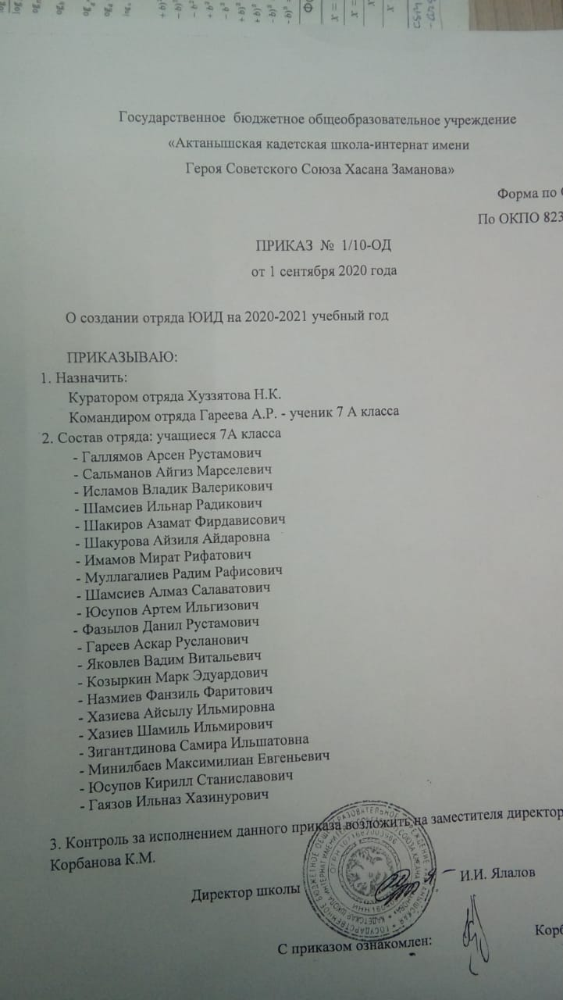 Государственное бюджетное общеобразовательное учреждение
«Актанышская кадетская школа-интернат имени
Героя Советского Союза Хасана Заманова»
Форма по
По ОКПО 823
ПРИКАЗ № 1/10-ОД
от 1 сентября 2020 года
О создании отряда ЮИД на 2020-2021 учебный год
ПРИКАЗЫВАЮ:
1. Назначить:
Куратором отряда Хуззятова Н.К.
Командиром отряда Гареева А.Р. - ученик 7 А класса
2. Состав отряда: учащиеся 7А класса
- Галлямов Арсен Рустамович
- Сальманов Айгиз Марселевич
- Исламов Владик Валерикович
- Шамсиев Ильнар Радикович
- Шакиров Азамат Фирдависович
- Шакурова Айзиля Айдаровна
- Имамов Мират Рифатович
- Муллагалиев Радим Рафисович
- Шамсиев Алмаз Салаватович
- Юсупов Артем Ильгизович
- Фазылов Данил Рустамович
- Гареев Аскар Русланович
- Яковлев Вадим Витальевич
- Козыркин Марк Эдуардович
- Назмиев Фанзиль Фаритович
- Хазиева Айсылу Ильмировна
- Хазиев Шамиль Ильмирович
- Зигантдинова Самира Ильшатовна
- Минилбаев Максимилиан Евгеньевич
- Юсупов Кирилл Станиславович
- Гаязов Ильназ Хазинурович
3. Контроль за исполнением данного приказа возложить на заместителя директор
Корбанова К.М.
Директор школы И.И. Ялалов
С приказом ознакомлен: Корб